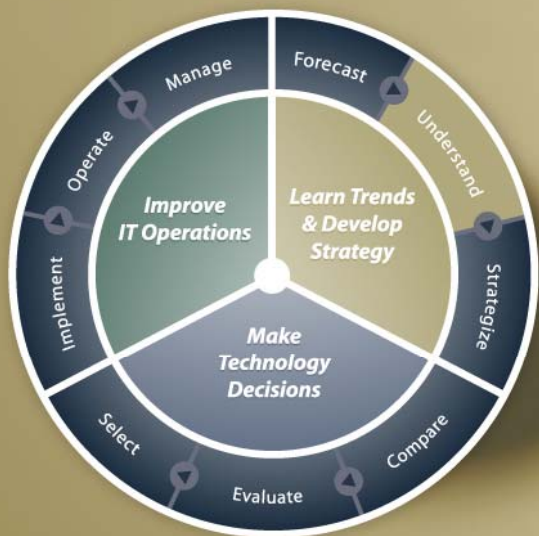 Forecast
Understand
Strategize
Compare
Evaluate
Select
Implement
Operate
Manage
Learn Trends
& Develop
Strategy
Make
Technology
Decisions
Improve
IT Operations